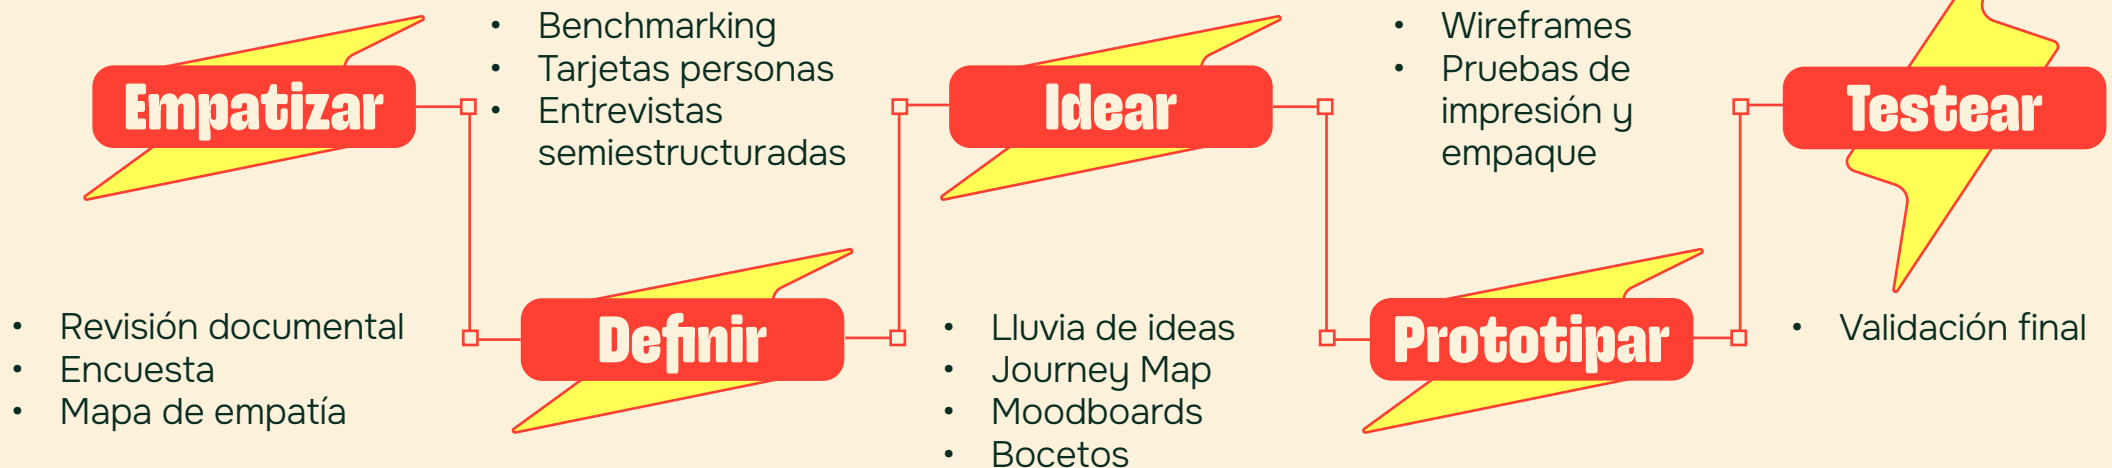 Empatizar
• Revisión documental
• Encuesta
• Mapa de empatía
• Benchmarking
• Tarjetas personas
• Entrevistas
semiestructuradas
Definir
Idear
• Lluvia de ideas
• Journey Map
• Moodboards
• Bocetos
• Wireframes
• Pruebas de
impresión y
empaque
Prototipar
Testear
• Validación final